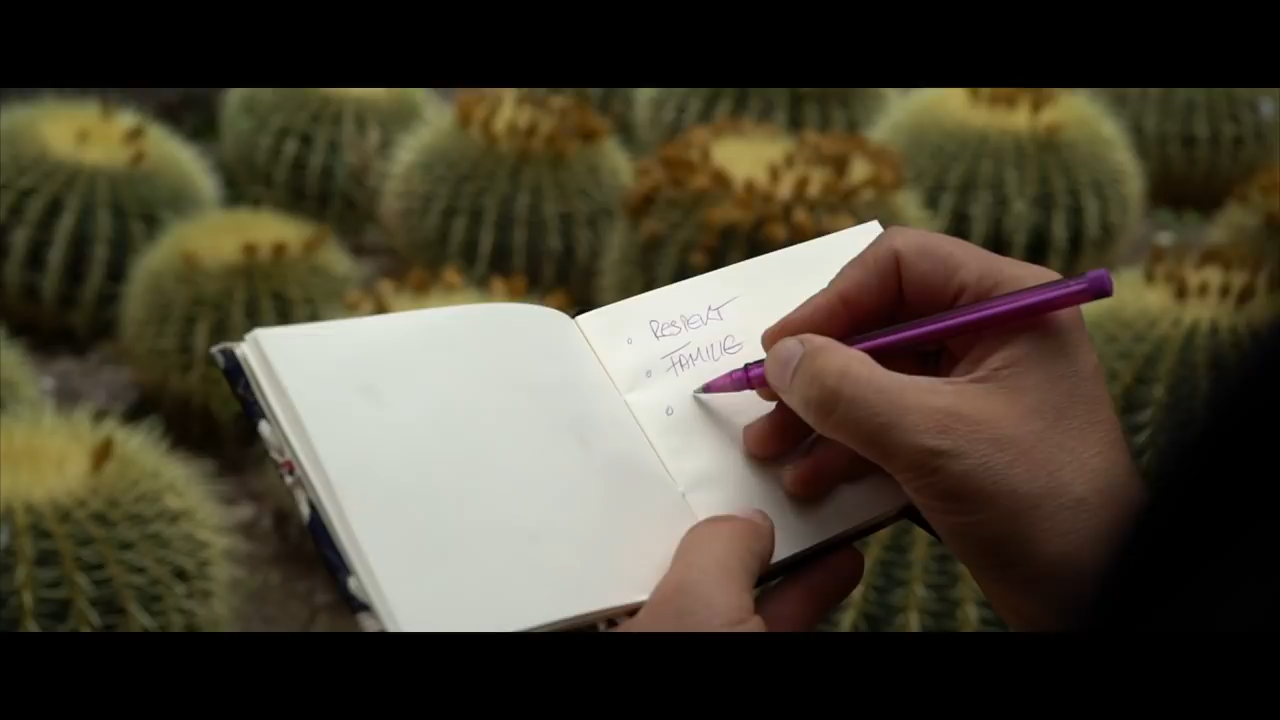 ◦ RESPEKT
◦ FAMILIE
◦